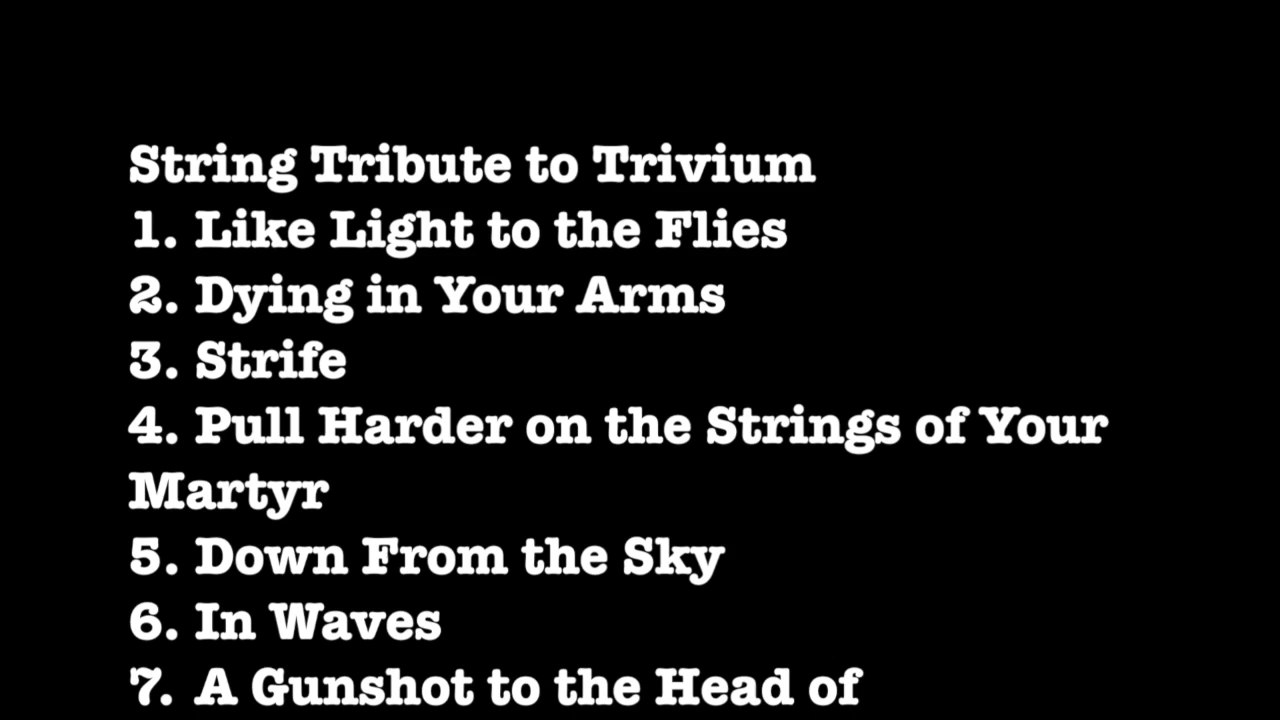 String Tribute to Trivium
1. Like Light to the Flies
2. Dying in Your Arms
3. Strife
4. Pull Harder on the Strings of Your
Martyr
5. Down From the Sky
6. In Waves
7. A Gunshot to the Head of